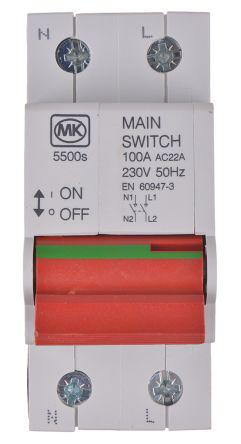 N L
MK
5500s
I ON
O OFF
MAIN
SWITCH
100A AC22A
230V 50Hz
EN 60947-3
N1 L1
N2 L2
N L